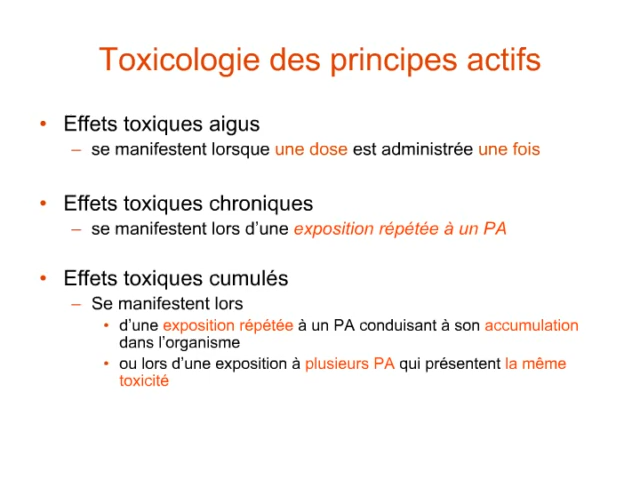 Toxicologie des principes actifs
• Effets toxiques aigus
– se manifestent lorsque une dose est administrée une fois
• Effets toxiques chroniques
– se manifestent lors d’une exposition répétée à un PA
• Effets toxiques cumulés
– Se manifestent lors
• d’une exposition répétée à un PA conduisant à son accumulation
dans l’organisme
• ou lors d’une exposition à plusieurs PA qui présentent la même
toxicité